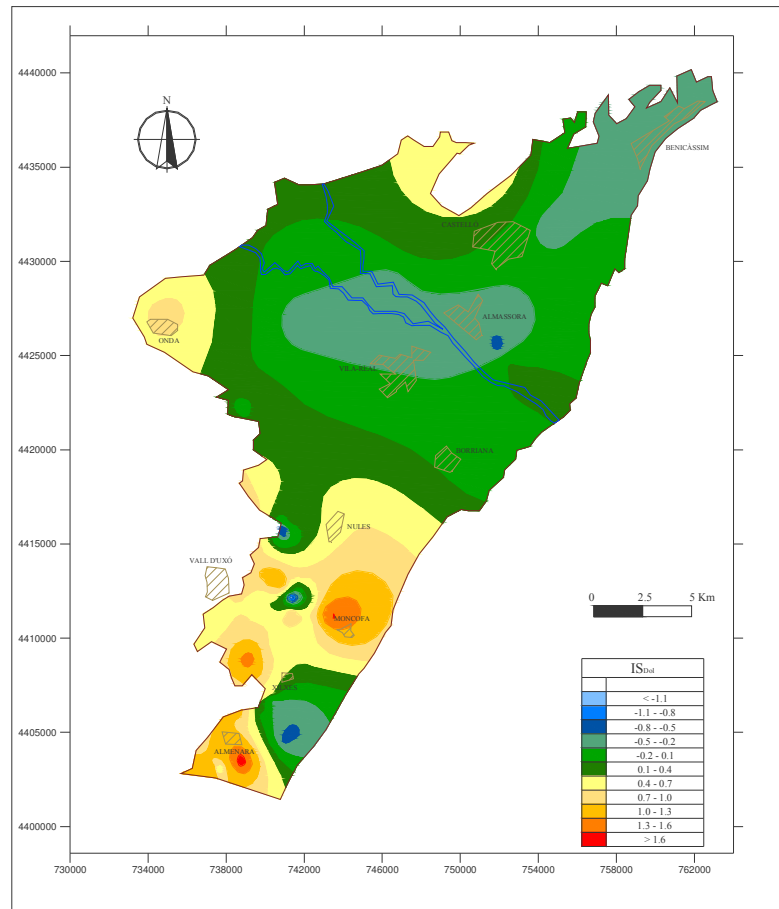 4440000
N
BENICÀSSIM
4435000
CASTELLÓ
4430000
ALMASSORA
4425000
ONDA
VILA-REAL
4420000
BORRIANA
NULES
4415000
VALL D'UXÓ
0 2.5 5 Km
MONCOFA
4410000
XILXES
IS Dol
< -1.1
-1.1 - -0.8
-0.8 - -0.5
4405000
-0.5 - -0.2
ALMENARA
-0.2 - 0.1
0.1 - 0.4
0.4 - 0.7
0.7 - 1.0
1.0 - 1.3
4400000
1.3 - 1.6
> 1.6
730000 734000 738000 742000 746000 750000 754000 758000 762000